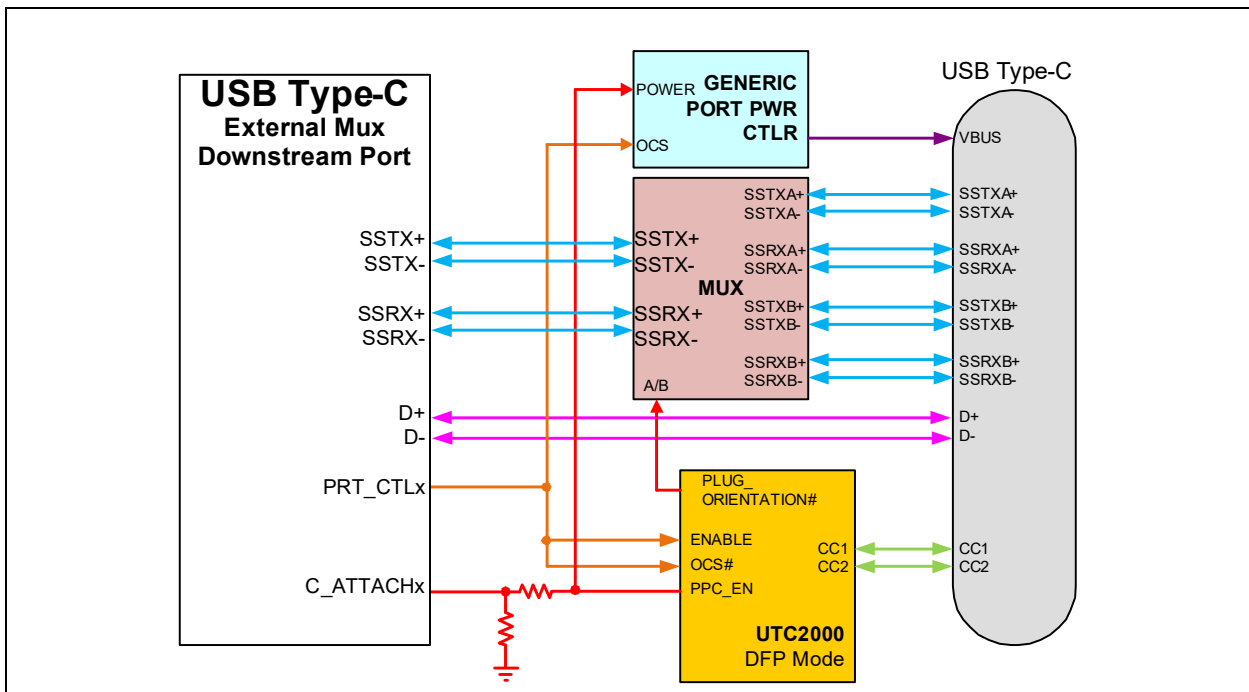 USB Type-C
External Mux
Downstream Port
SSTX+
SSTX-
SSRX+
SSRX-
D+
D-
PRT_CTLx
C_ATTACHx
POWER
GENERIC
PORT PWR
CTLR
OCS
SSTX+
SSTX-
SSRX+
SSRX-
MUX
A/B
SSTXA+
SSTXA-
SSRXA+
SSRXA-
SSTXB+
SSTXB-
SSRXB+
SSRXB-
PLUG_
ORIENTATION#
ENABLE
OCS#
PPC_EN
CC1
CC2
UTC2000
DFP Mode
USB Type-C
VBUS
SSTXA+
SSTXA-
SSRXA+
SSRXA-
SSTXB+
SSTXB-
SSRXB+
SSRXB-
D+
D-
CC1
CC2